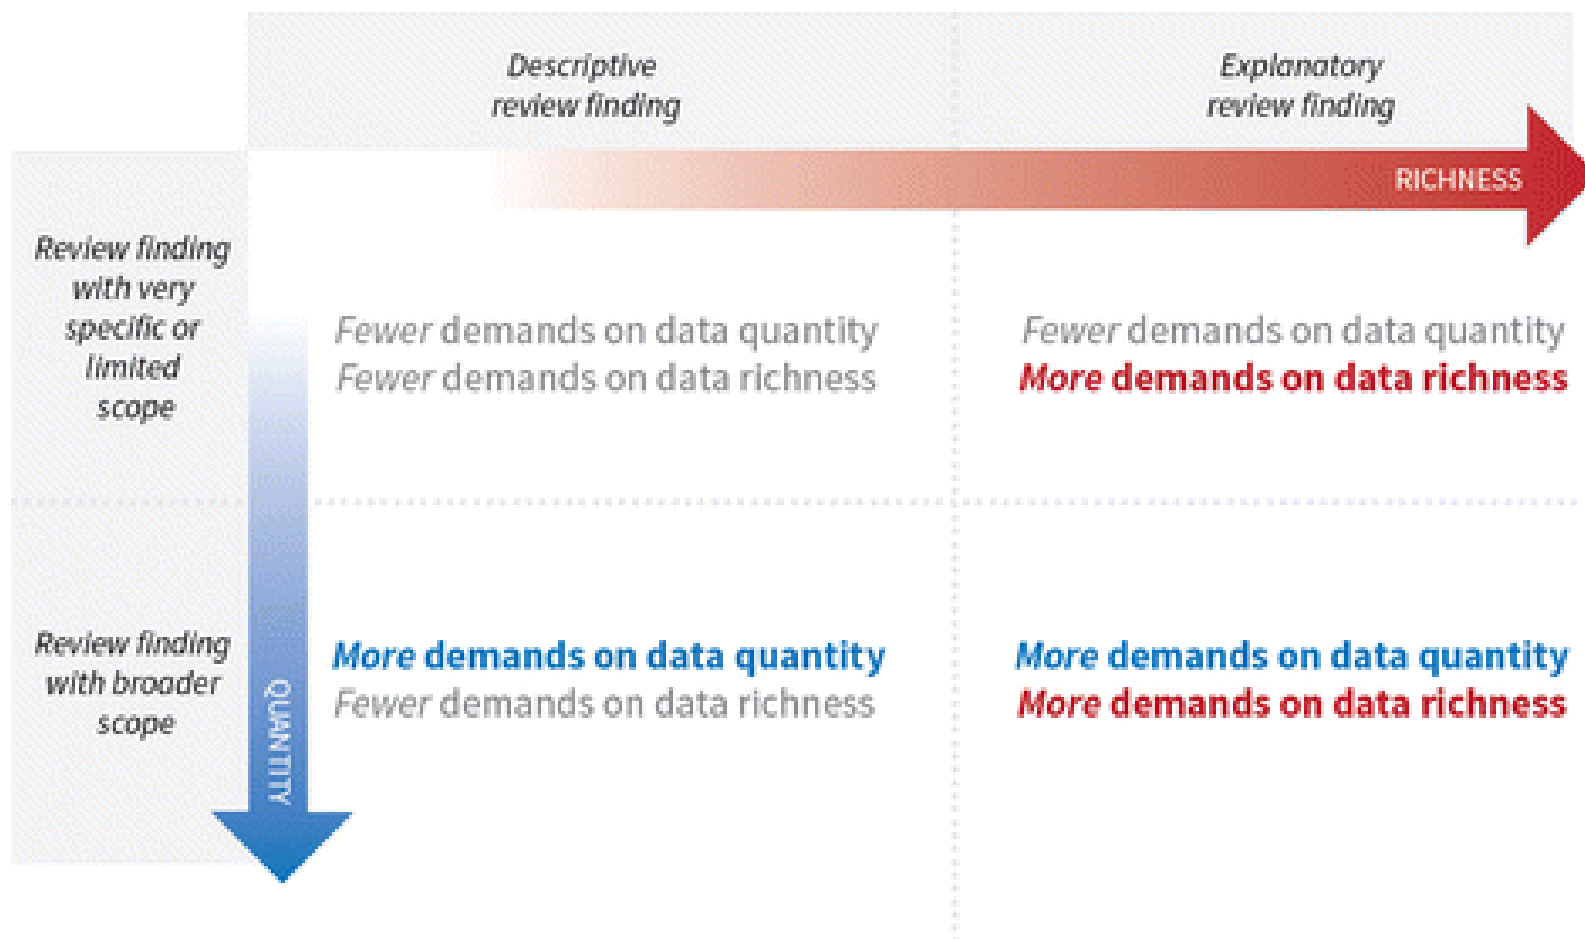 Descriptive
review finding
Explanatory
review finding
RICHNESS
Review finding
with very
specific or
limited
scope
Fewer demands on data quantity
Fewer demands on data richness
Fewer demands on data quantity
More demands on data richness
Review finding
with broader
scope
QUANTITY
More demands on data quantity
Fewer demands on data richness
More demands on data quantity
More demands on data richness